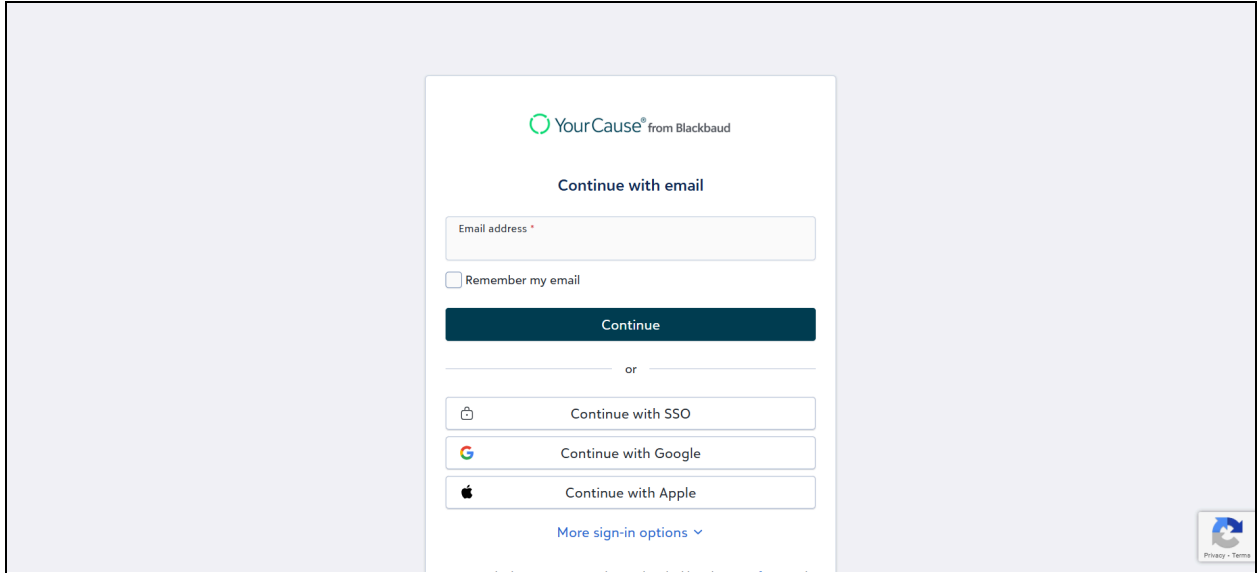 YourCause® from Blackbaud
Continue with email
Email address *
Remember my email
Continue
or
Continue with SSO
Continue with Google
Continue with Apple
More sign-in options
Privacy - Terms